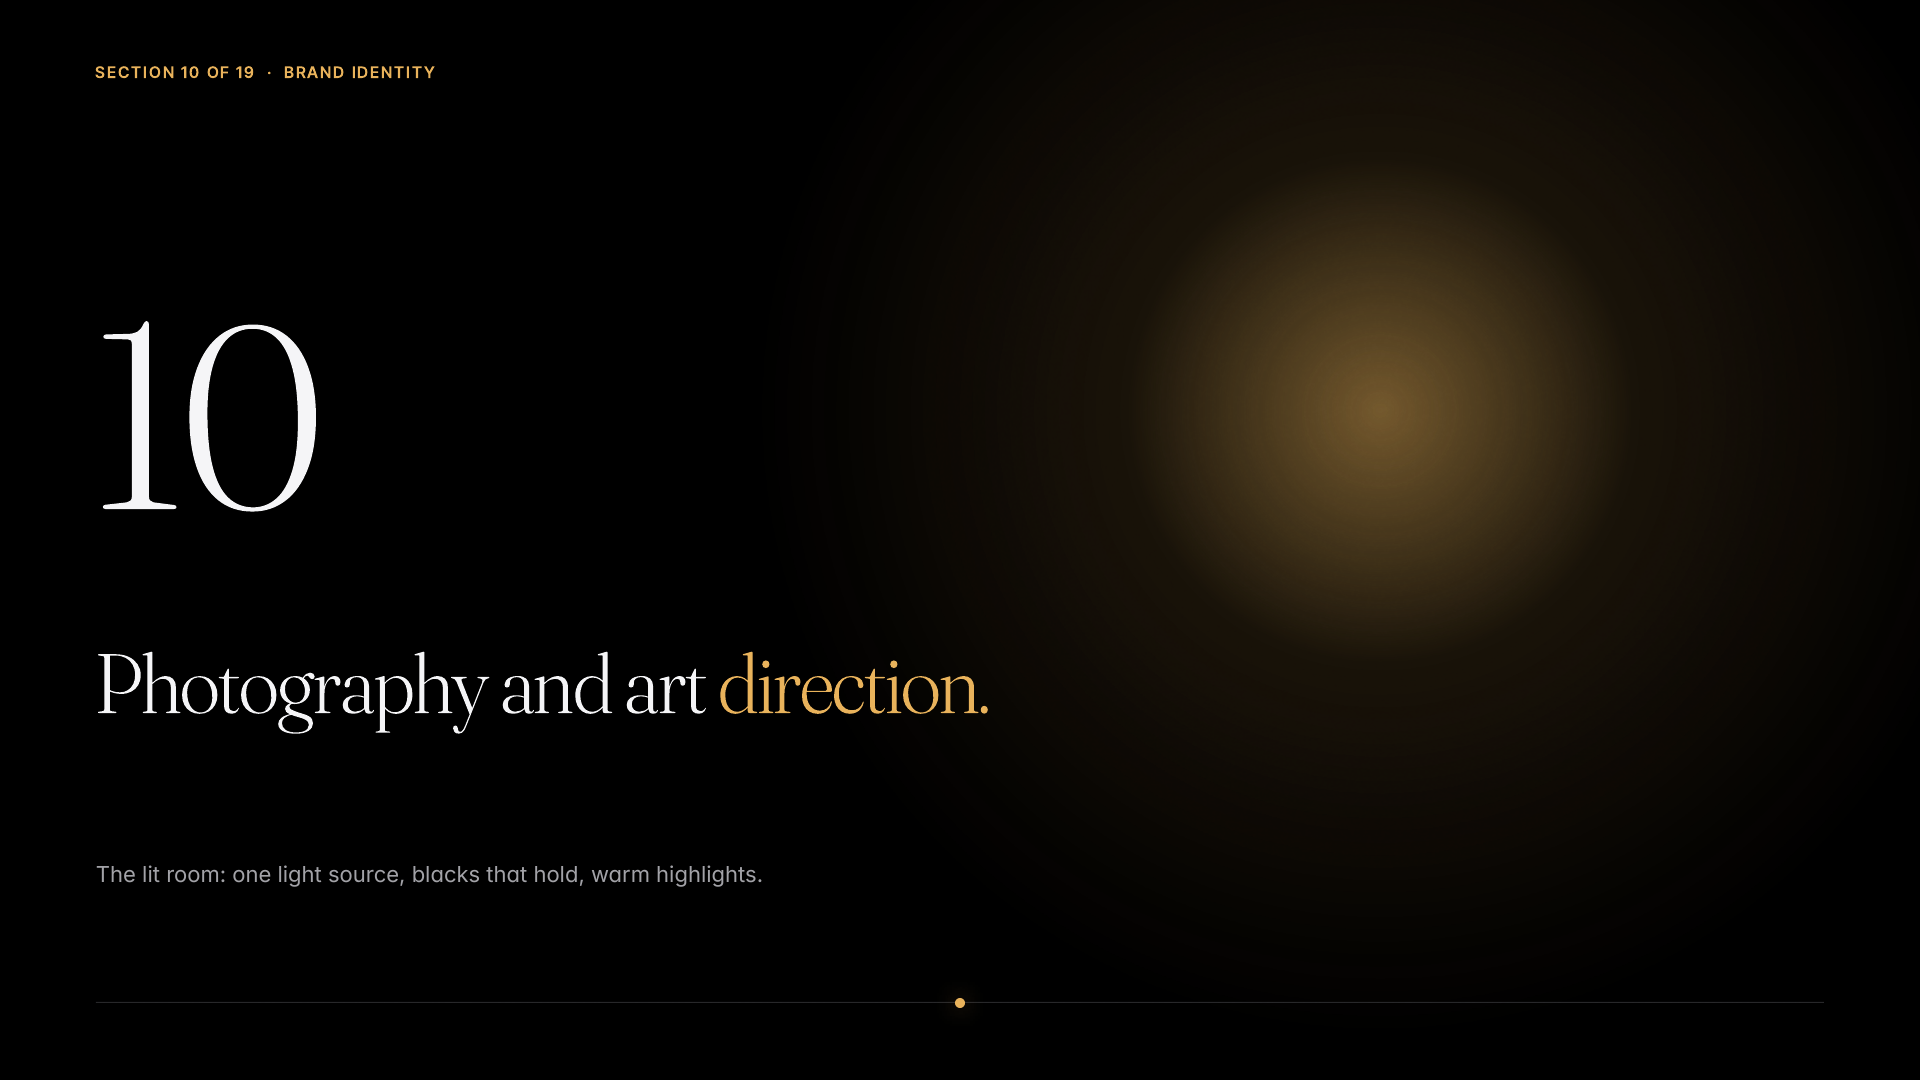 SECTION 10 OF 19 · BRAND IDENTITY
10
Photography and art direction.
The lit room: one light source, blacks that hold, warm highlights.